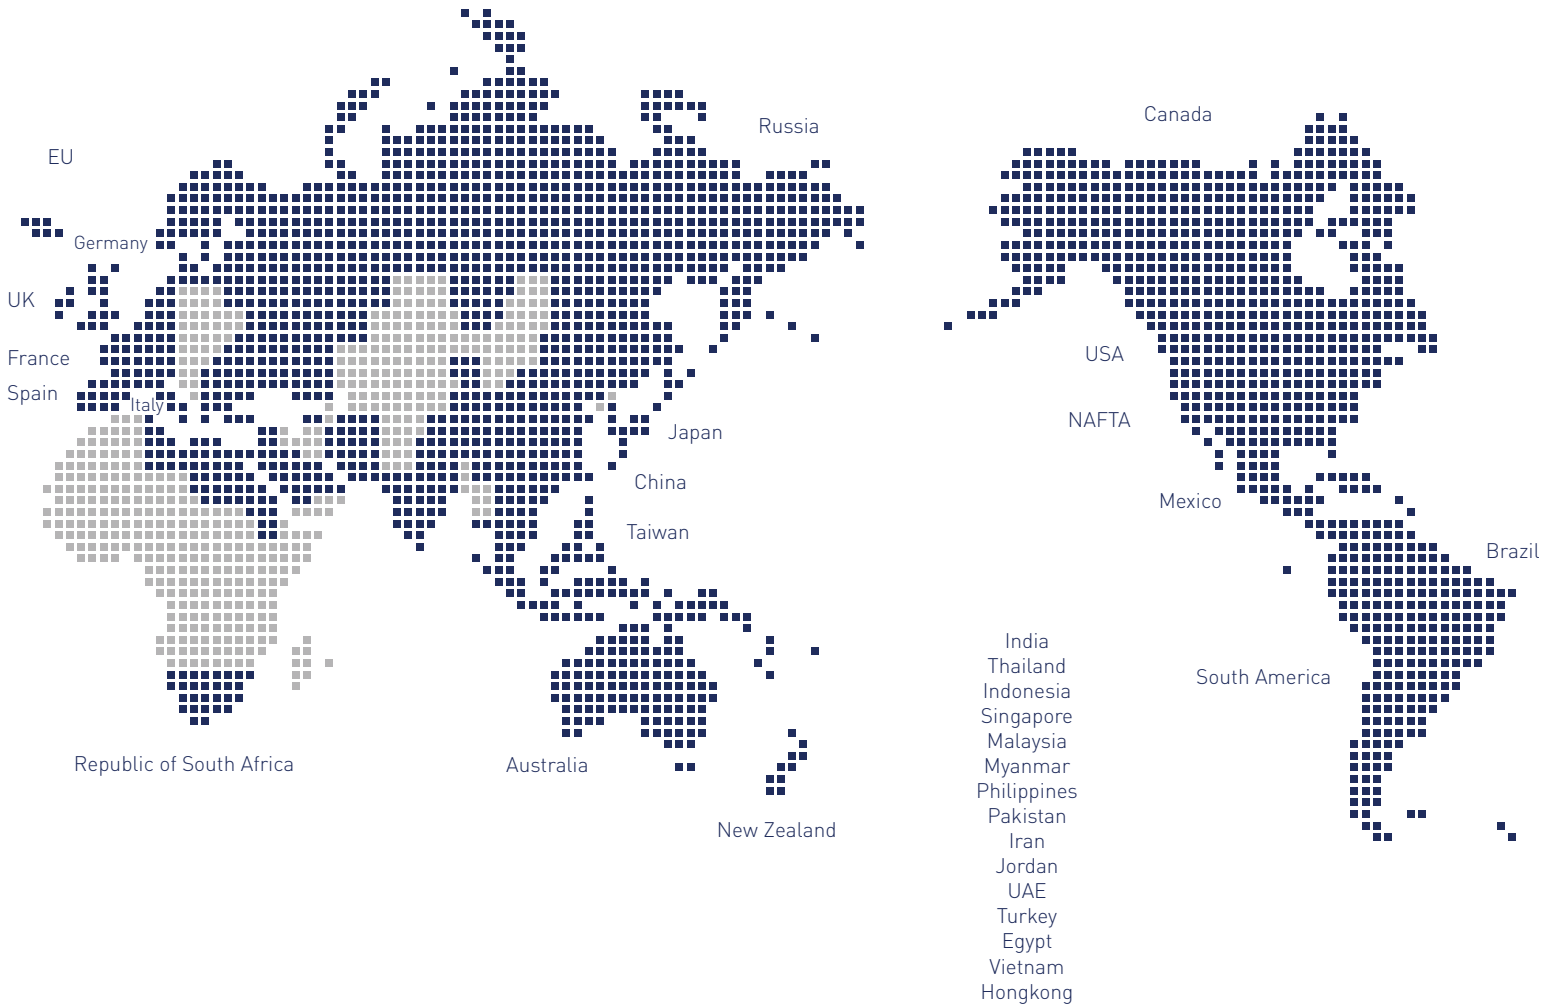 Russia
Canada
EU
Germany
UK
France
Spain
Italy
USA
NAFTA
Japan
China
Mexico
Taiwan
Brazil
South America
Republic of South Africa
Australia
New Zealand
India
Thailand
Indonesia
Singapore
Malaysia
Myanmar
Philippines
Pakistan
Iran
Jordan
UAE
Turkey
Egypt
Vietnam
Hongkong